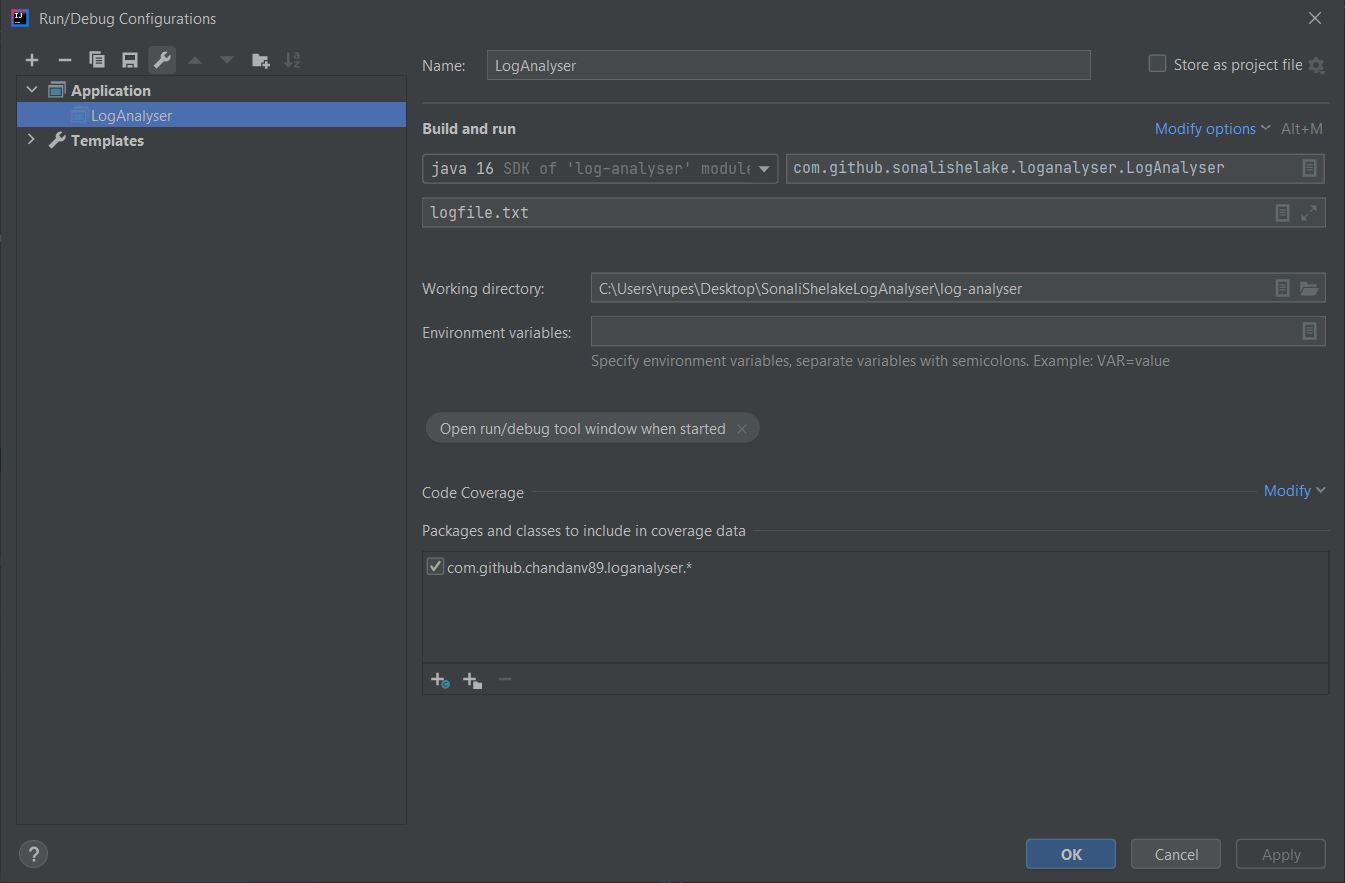 Run/Debug Configurations
Application
LogAnalyser
Templates
Name: LogAnalyser
Store as project file
Build and run
Modify options Alt+M
java 16 SDK of 'log-analyser' module
com.github.sonalishelake.loganalyser.LogAnalyser
logfile.txt
Working directory: C:\Users\rupes\Desktop\SonaliShelakeLogAnalyser\log-analyser
Environment variables:
Specify environment variables, separate variables with semicolons. Example: VAR=value
Open run/debug tool window when started
Code Coverage
Modify
Packages and classes to include in coverage data
com.github.chandanv89.loganalyser.*
?
OK
Cancel
Apply